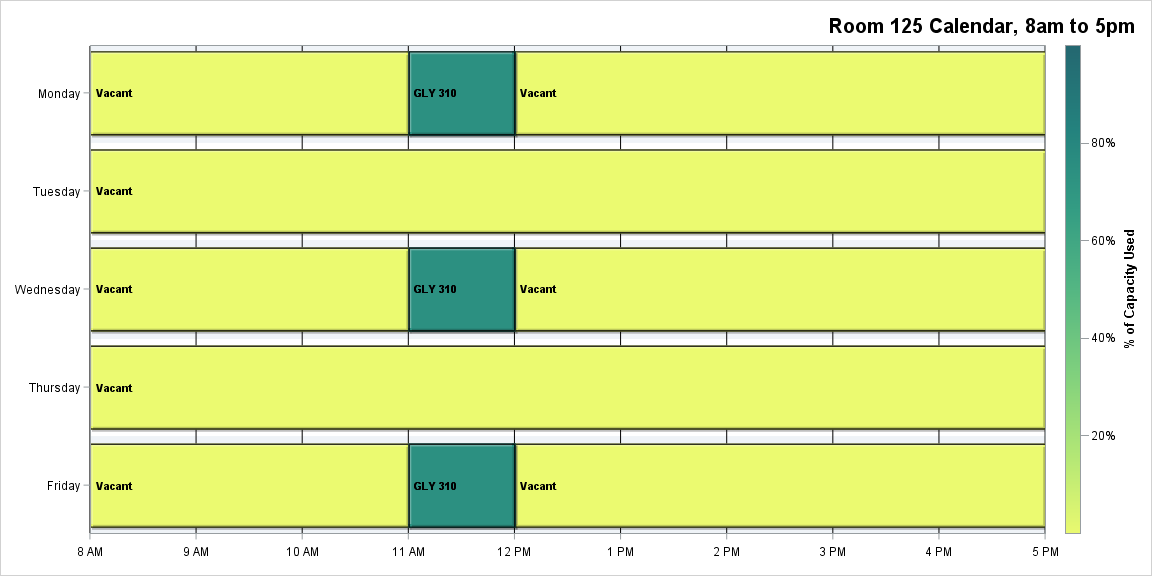 Room 125 Calendar, 8am to 5pm
Monday
Vacant
GLY 310
Vacant
Tuesday
Vacant
Wednesday
Vacant
GLY 310
Vacant
Thursday
Vacant
Friday
Vacant
GLY 310
Vacant
8 AM 9 AM 10 AM 11 AM 12 PM 1 PM 2 PM 3 PM 4 PM 5 PM
80%
60%
40%
20%
% of Capacity Used